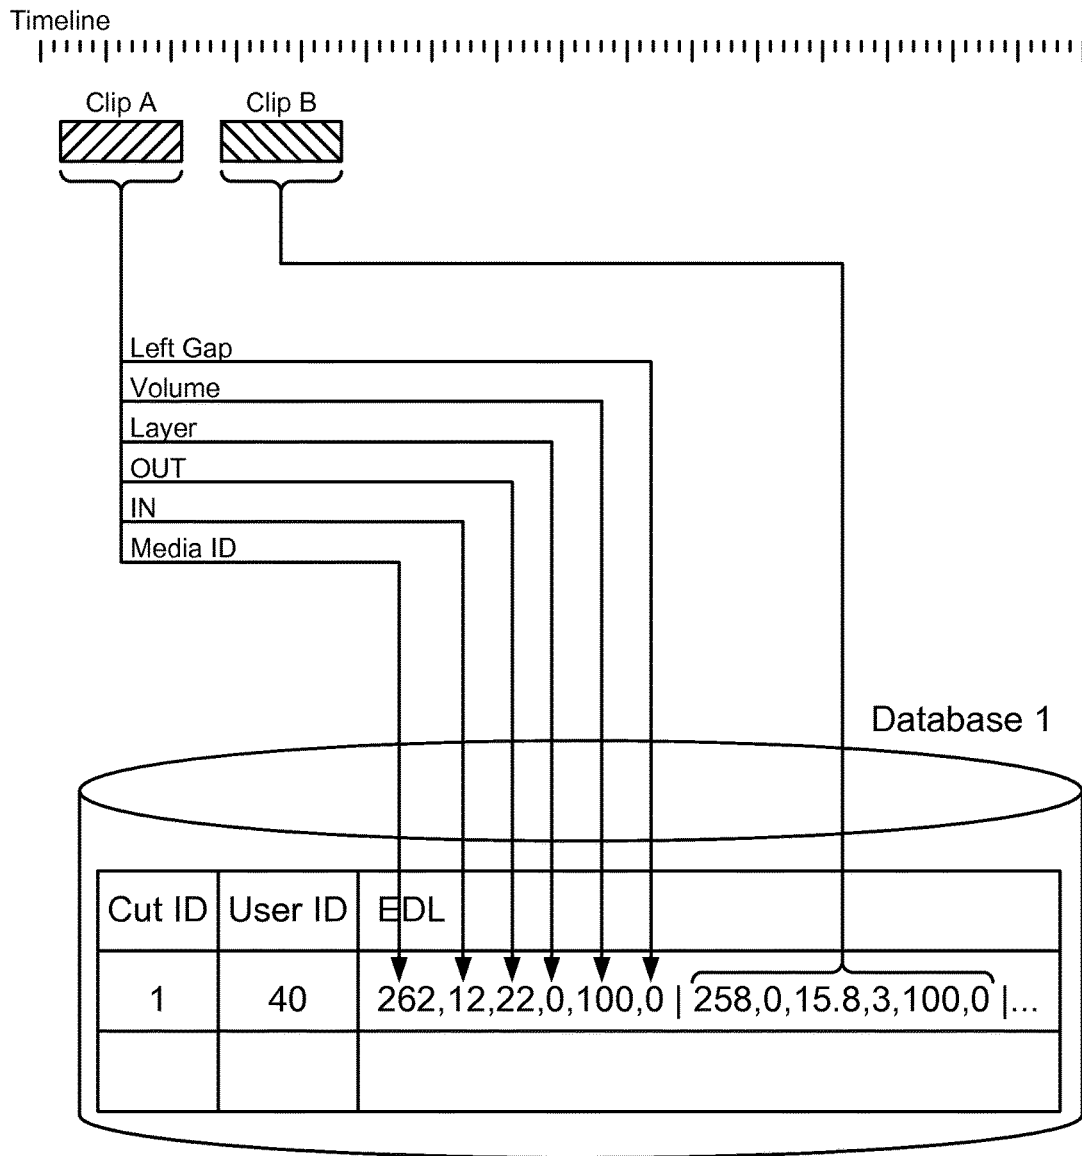 Timeline
Clip A Clip B
Left Gap
Volume
Layer
OUT
IN
Media ID
Database 1
Cut ID User ID EDL
1 40 262,12,22,0,100,0 | 258,0,15.8,3,100,0 |...